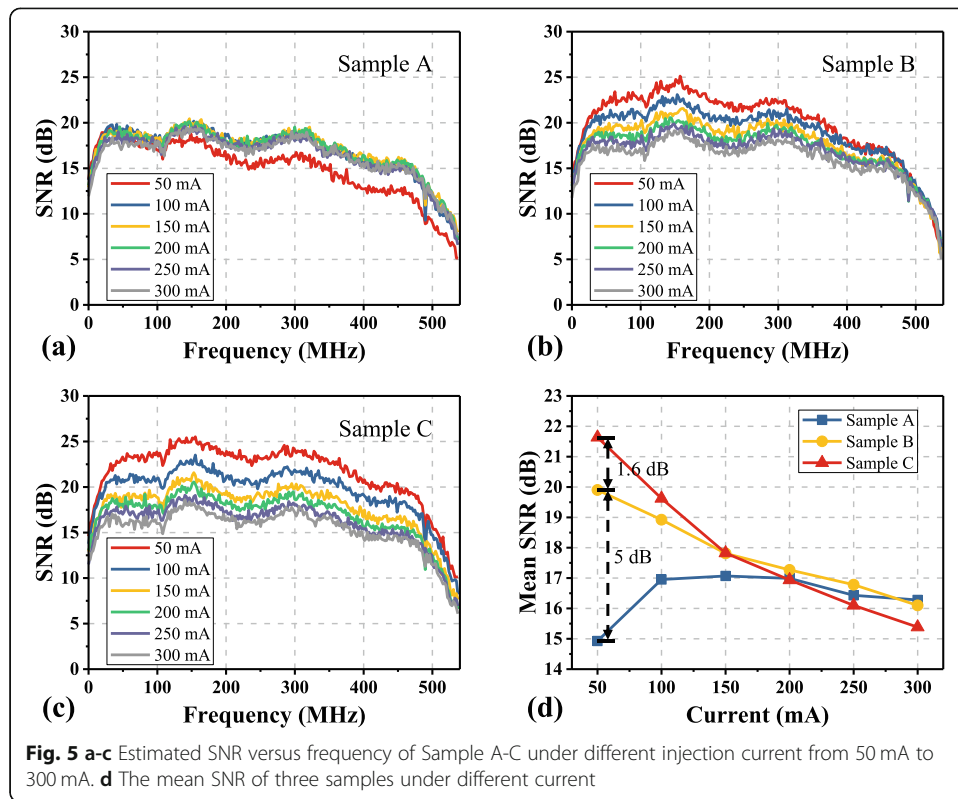 30
25
20
15
10
5
0
SNR (dB)
Sample A
50 mA
100 mA
150 mA
200 mA
250 mA
300 mA
0 100 200 300 400 500
(a) Frequency (MHz)
30
25
20
15
10
5
0
SNR (dB)
Sample B
50 mA
100 mA
150 mA
200 mA
250 mA
300 mA
0 100 200 300 400 500
(b) Frequency (MHz)
30
25
20
15
10
5
0
SNR (dB)
Sample C
50 mA
100 mA
150 mA
200 mA
250 mA
300 mA
0 100 200 300 400 500
(c) Frequency (MHz)
23
22
21
20
19
18
17
16
15
14
Mean SNR (dB)
Sample A
Sample B
Sample C
1.6 dB
5 dB
50 100 150 200 250 300
(d) Current (mA)
Fig. 5 a-c Estimated SNR versus frequency of Sample A-C under different injection current from 50 mA to
300 mA. d The mean SNR of three samples under different current